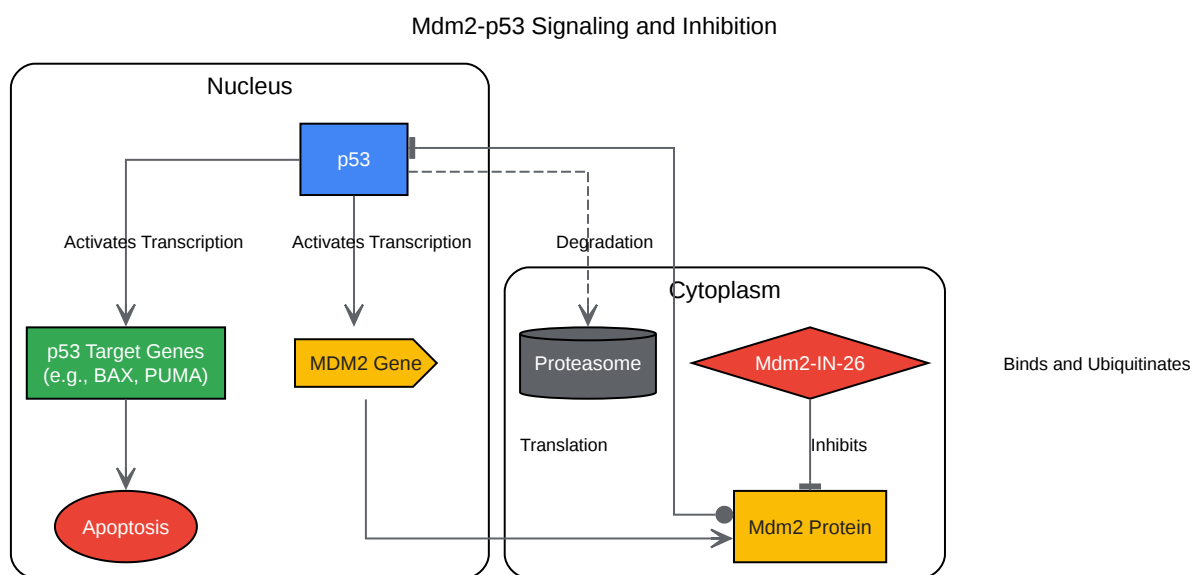 Mdm2-p53 Signaling and Inhibition
Nucleus
p53
Activates Transcription
Activates Transcription
Degradation
Cytoplasm
p53 Target Genes
(e.g., BAX, PUMA)
MDM2 Gene
Proteasome
Mdm2-IN-26
Binds and Ubiquitinates
Translation
Inhibits
Apoptosis
Mdm2 Protein